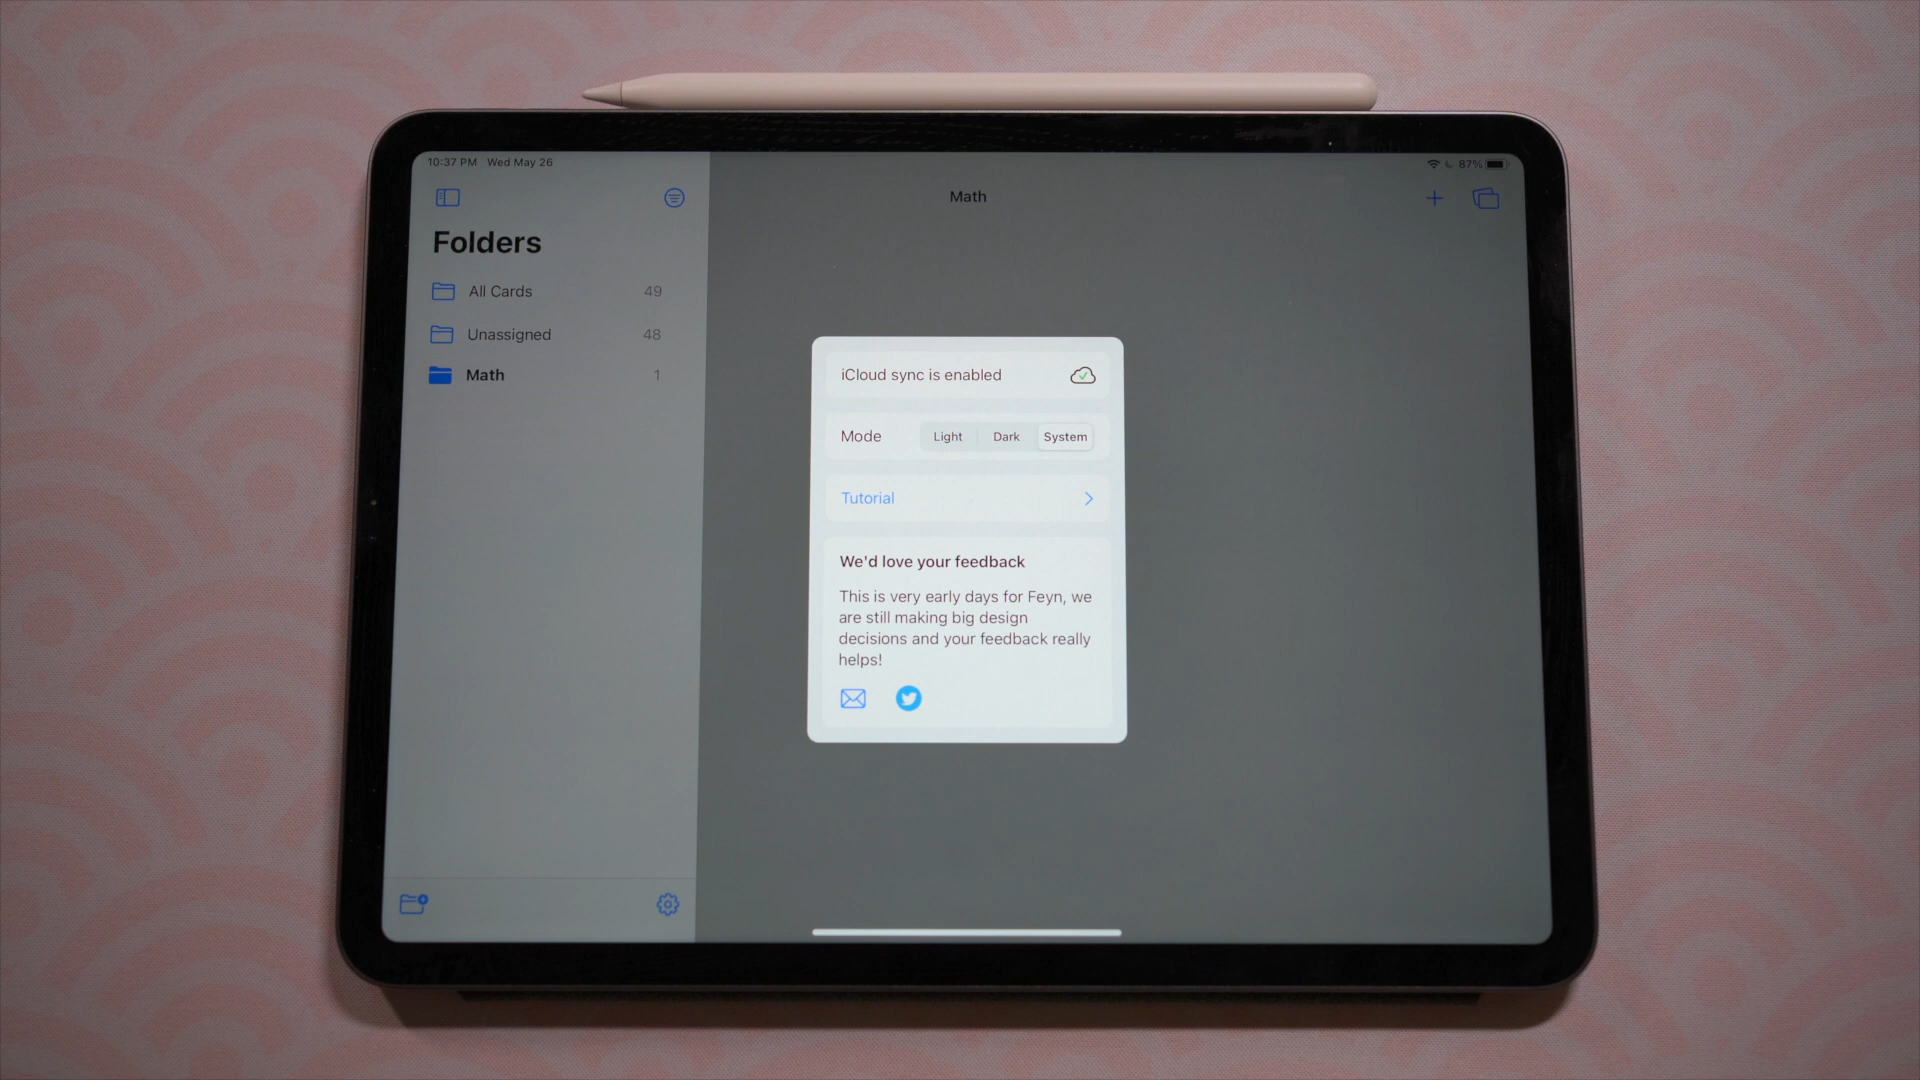 10:37 PM Wed May 26
87%
Math
Folders
All Cards 49
Unassigned 48
Math 1
iCloud sync is enabled
Mode Light Dark System
Tutorial
We'd love your feedback
This is very early days for Feyn, we
are still making big design
decisions and your feedback really
helps!